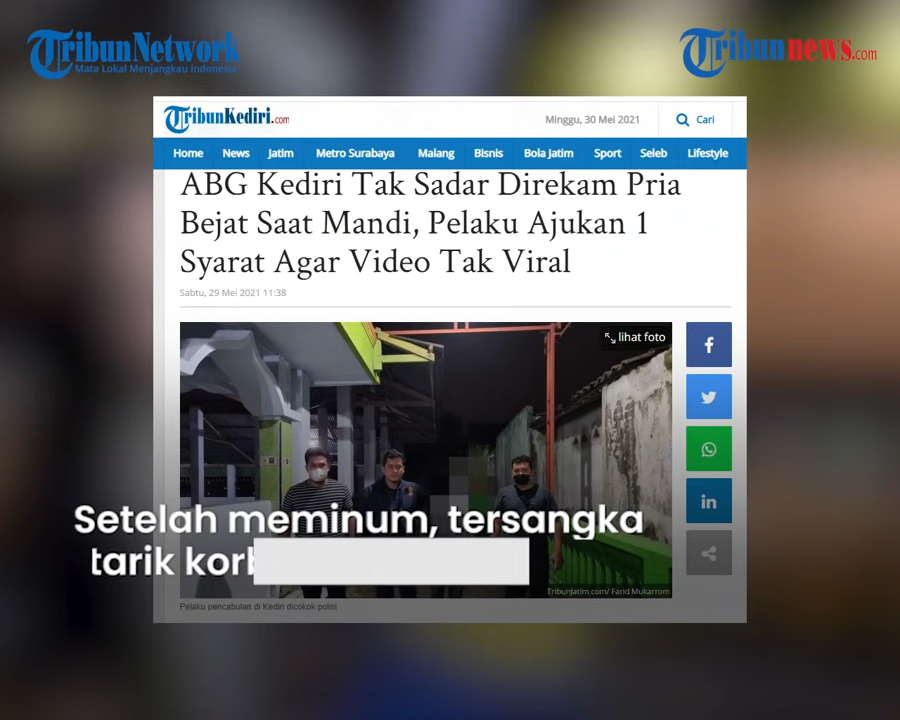 TribunNetwork
Mata Lokal Menjangkau Indonesia
Tribunnews.com
TribunKediri.com
Minggu, 30 Mei 2021
Cari
Home News Jatim Metro Surabaya Malang Bisnis Bola Jatim Sport Seleb Lifestyle
ABG Kediri Tak Sadar Direkam Pria
Bejat Saat Mandi, Pelaku Ajukan 1
Syarat Agar Video Tak Viral
Sabtu, 29 Mei 2021 11:38
lihat foto
Setelah meminum, tersangka
tarik
TribunJatim.com/ Farid Mukarrom
Pelaku pencabulan di Kediri dicokok polisi